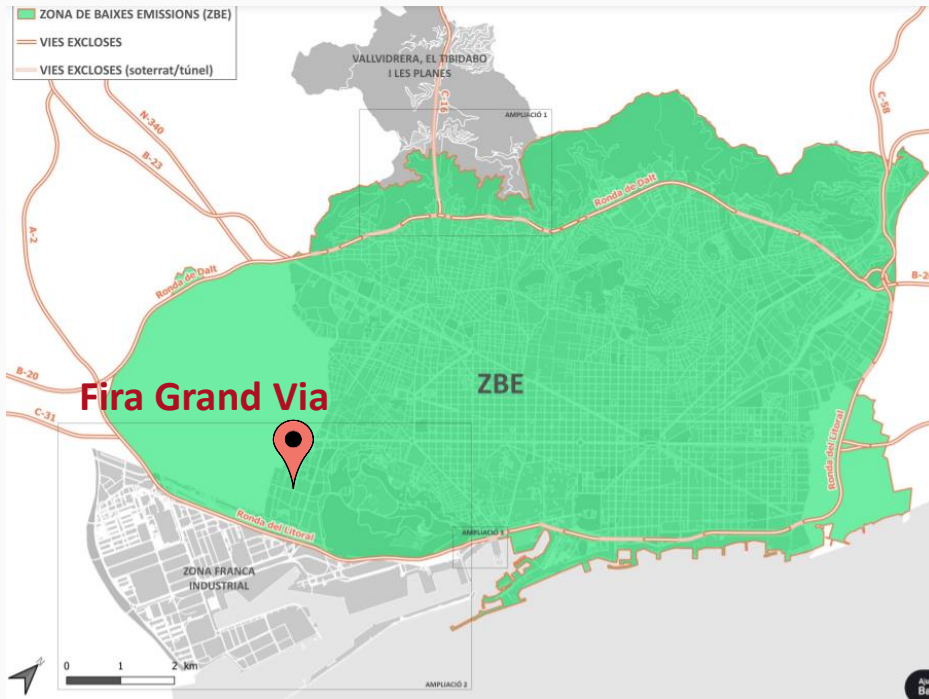 ZONA DE BAIXES EMISSIONS (ZBE)
VIES EXCLOSES
VIES EXCLOSES (soterrat/túnel)
VALLVIDRERA, EL TIBIDABO
I LES PLANES
AMPLIACIÓ 1
C-16
C-58
N-340
B-23
A-2
Ronda de Dalt
Ronda de Dalt
B-20
B-20
C-31
Fira Grand Via
ZBE
Ronda del Litoral
Ronda del Litoral
AMPLIACIÓ 3
ZONA FRANCA
INDUSTRIAL
N
0 1 2 km
AMPLIACIÓ 2